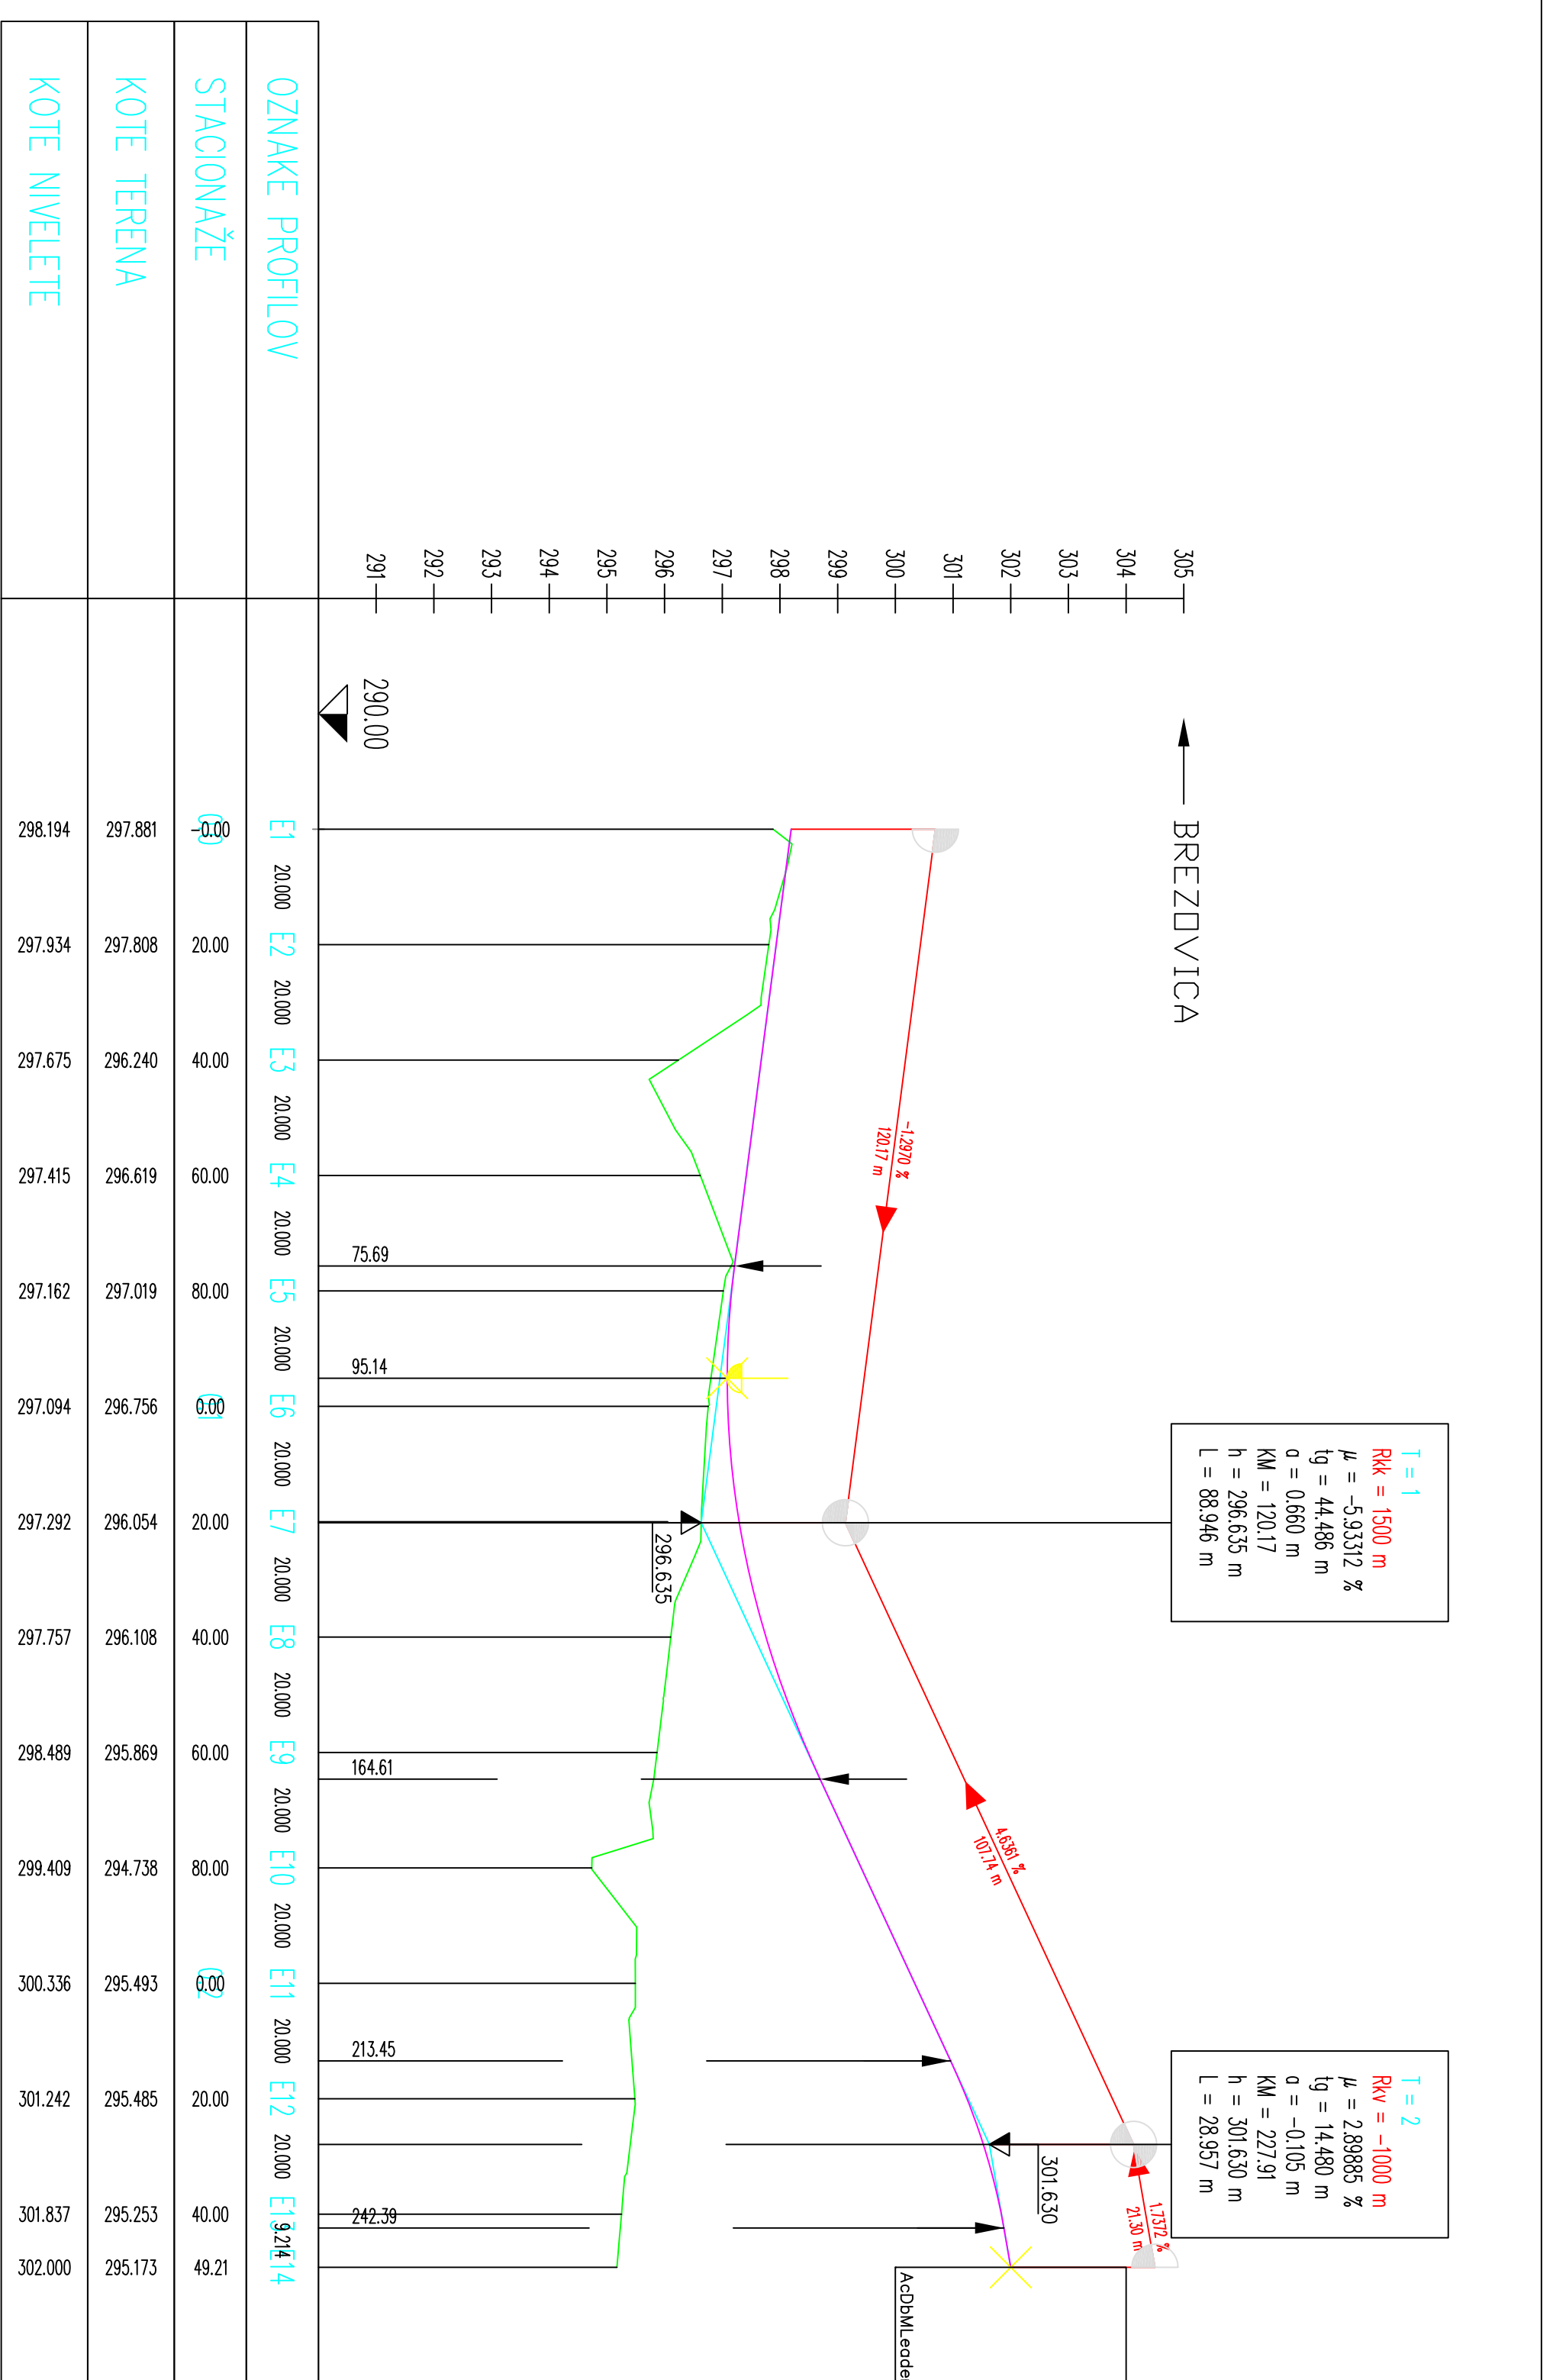 BREZOVICA
T = 1
Rkk = 1500 m
µ = -5.93312 %
tg = 44.486 m
a = 0.660 m
KM = 120.17
h = 296.635 m
L = 88.946 m
T = 2
Rkv = -1000 m
µ = 2.89885 %
tg = 14.480 m
a = -0.105 m
KM = 227.91
h = 301.630 m
L = 28.957 m
305
304
303
302
301
300
299
298
297
296
295
294
293
292
291
290.00
-1.2970 %
120.17 m
4.6361 %
107.74 m
1.7372 %
21.30 m
301.630
296.635
AcDbMLeade
75.69
95.14
164.61
213.45
242.39
OZNAKE PROFILOV E1 E2 E3 E4 E5 E6 E7 E8 E9 E10 E11 E12 E13 E14
20.000 20.000 20.000 20.000 20.000 20.000 20.000 20.000 20.000 20.000 20.000 20.000 9.214
STACIONAŽE -0.00 20.00 40.00 60.00 80.00 0.00 20.00 40.00 60.00 80.00 0.00 20.00 40.00 49.21
KOTE TERENA 297.881 297.808 296.240 296.619 297.019 296.756 296.054 296.108 295.869 294.738 295.493 295.485 295.253 295.173
KOTE NIVELETE 298.194 297.934 297.675 297.415 297.162 297.094 297.292 297.757 298.489 299.409 300.336 301.242 301.837 302.000